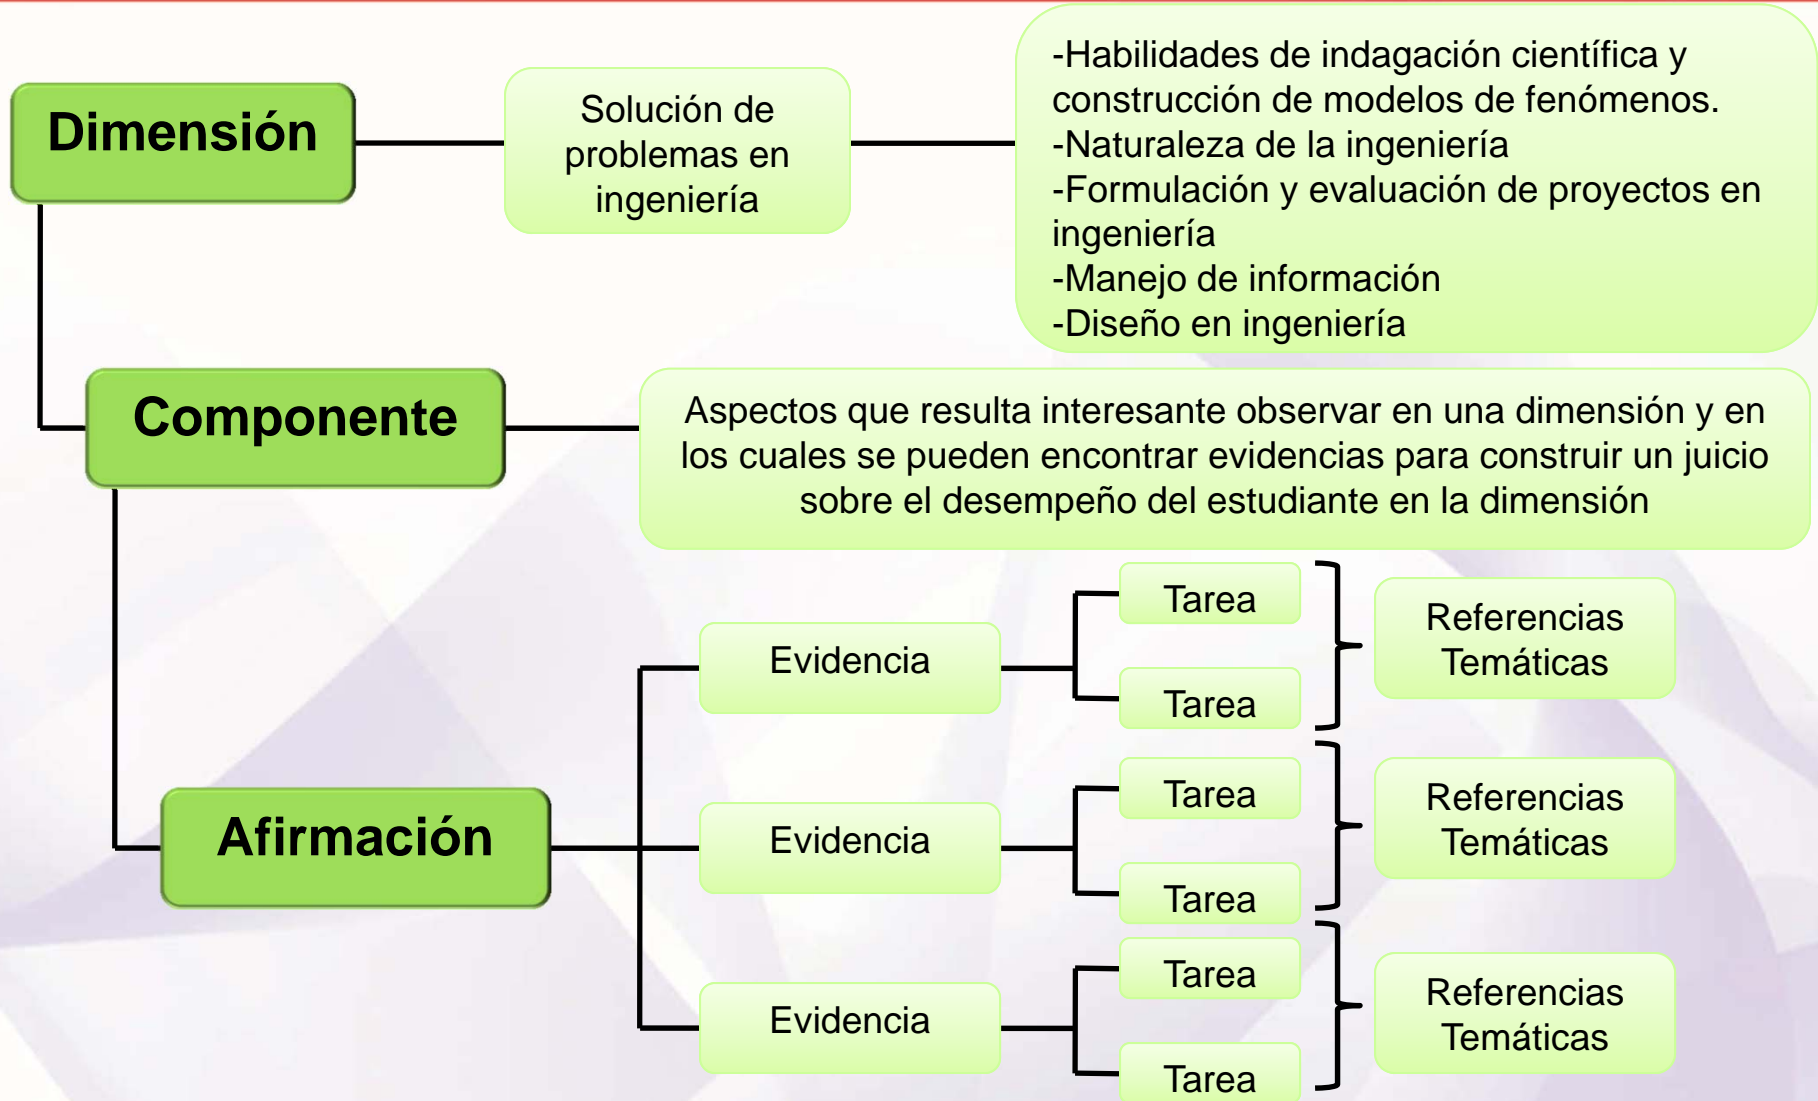 Dimensión
Solución de
problemas en
ingeniería
-Habilidades de indagación científica y
construcción de modelos de fenómenos.
-Naturaleza de la ingeniería
-Formulación y evaluación de proyectos en
ingeniería
-Manejo de información
-Diseño en ingeniería
Componente
Aspectos que resulta interesante observar en una dimensión y en
los cuales se pueden encontrar evidencias para construir un juicio
sobre el desempeño del estudiante en la dimensión
Afirmación
Evidencia
Tarea
Tarea
Referencias
Temáticas
Evidencia
Tarea
Tarea
Referencias
Temáticas
Evidencia
Tarea
Tarea
Referencias
Temáticas